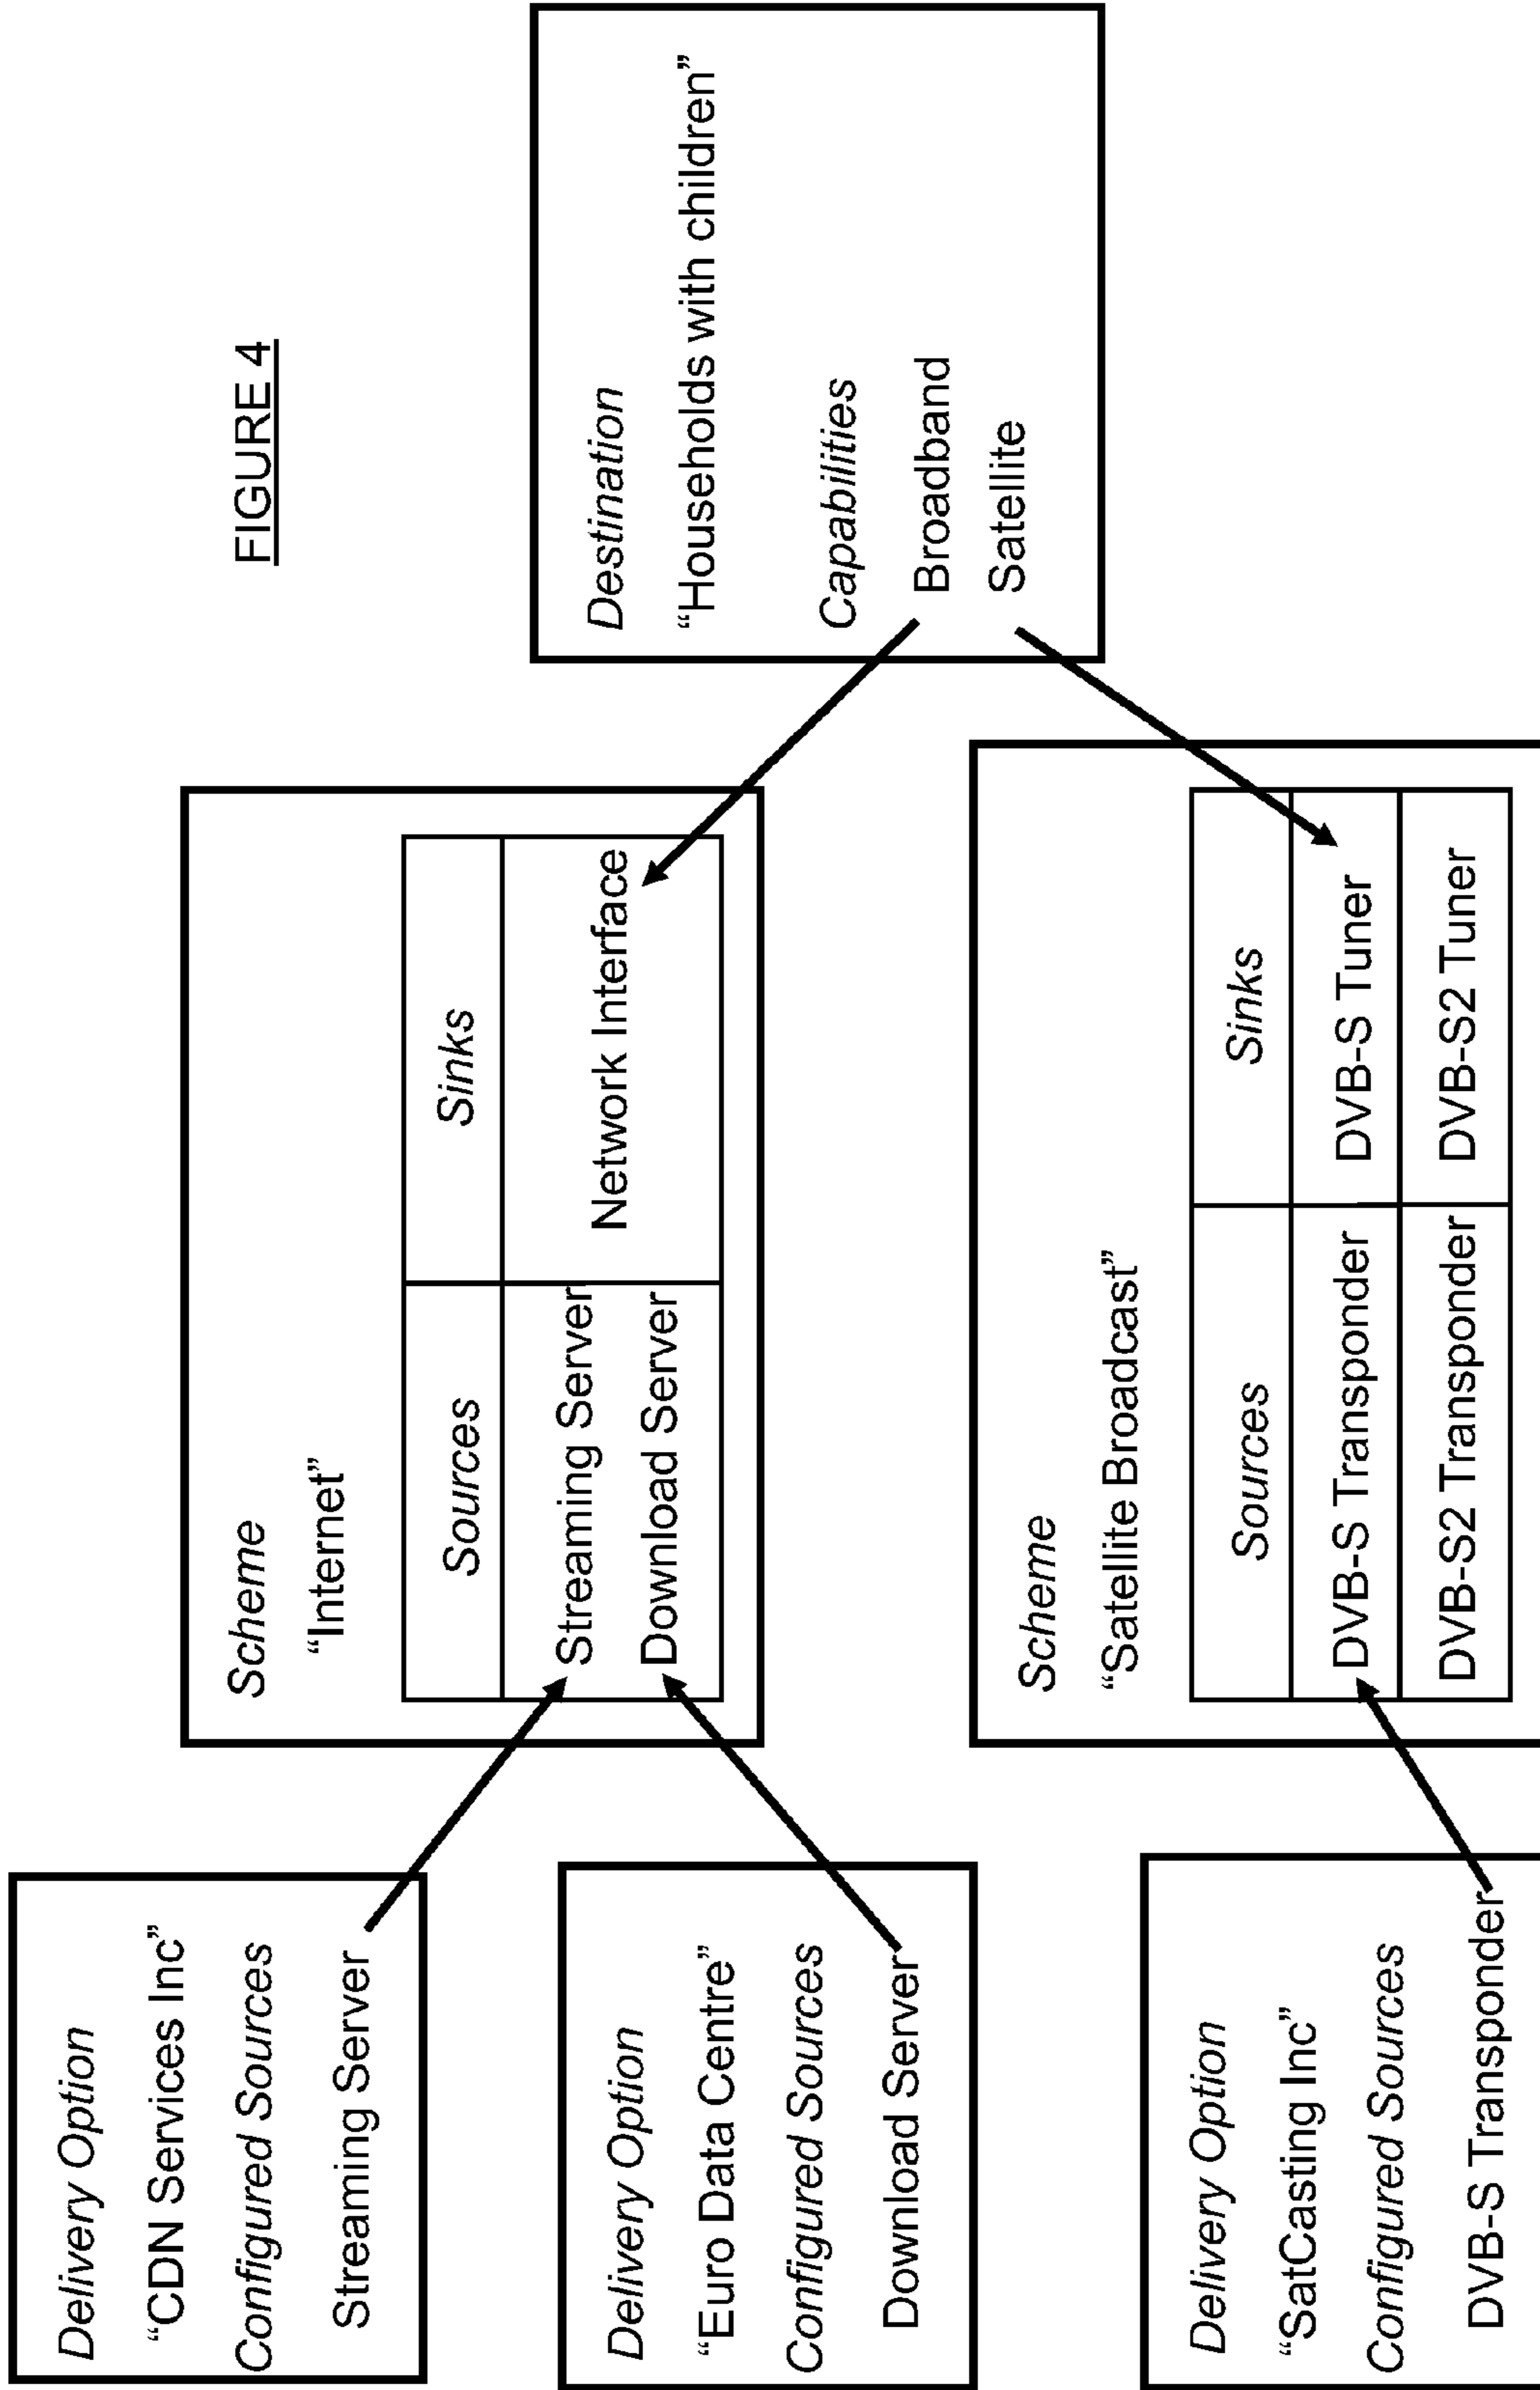 FIGURE 4
Delivery Option
“CDN Services Inc”
Configured Sources
Streaming Server
Delivery Option
“Euro Data Centre”
Configured Sources
Download Server
Delivery Option
“SatCasting Inc”
Configured Sources
DVB-S Transponder
Scheme
“Internet”
Sources
Sinks
Streaming Server
Download Server
Network Interface
Scheme
“Satellite Broadcast”
Sources
Sinks
DVB-S Transponder
DVB-S Tuner
DVB-S2 Transponder
DVB-S2 Tuner
Destination
“Households with children”
Capabilities
Broadband
Satellite